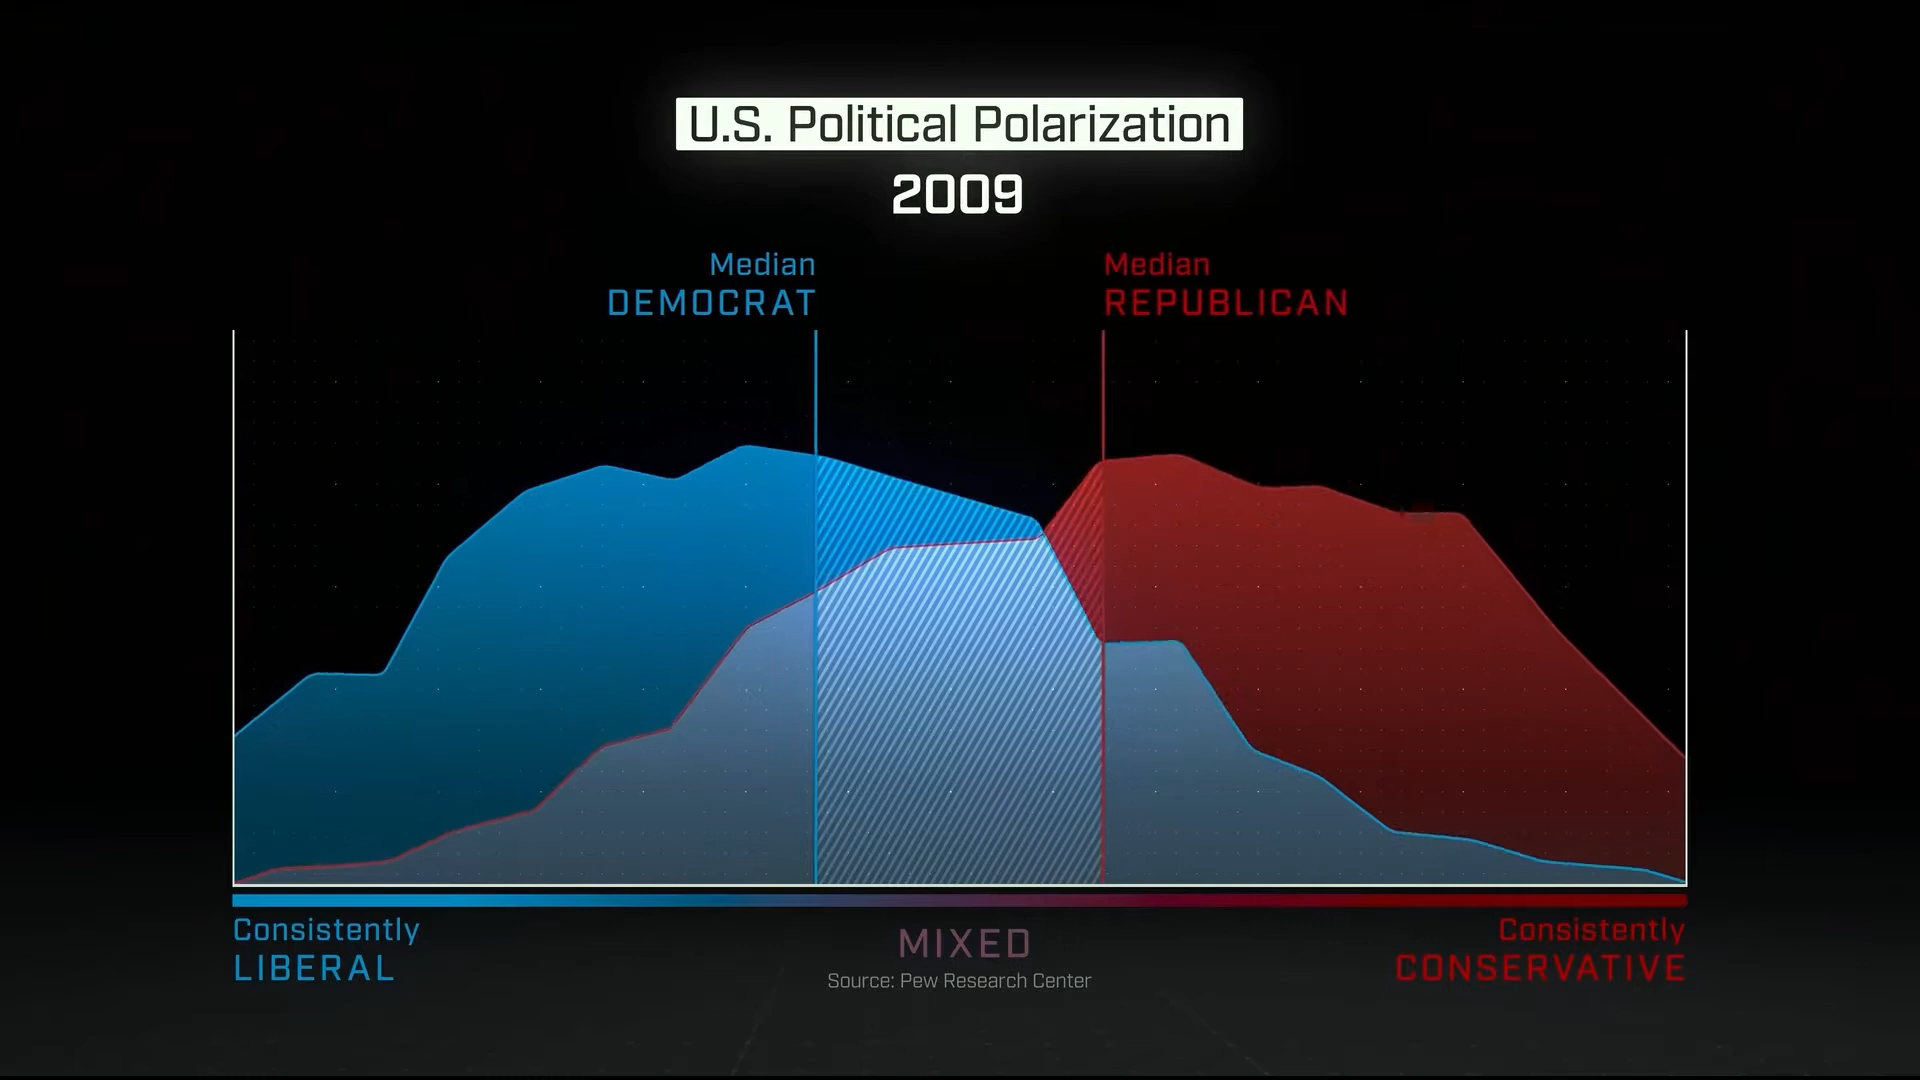 U.S. Political Polarization
2009
Median
DEMOCRAT
Median
REPUBLICAN
Consistently
LIBERAL
MIXED
Source: Pew Research Center
Consistently
CONSERVATIVE